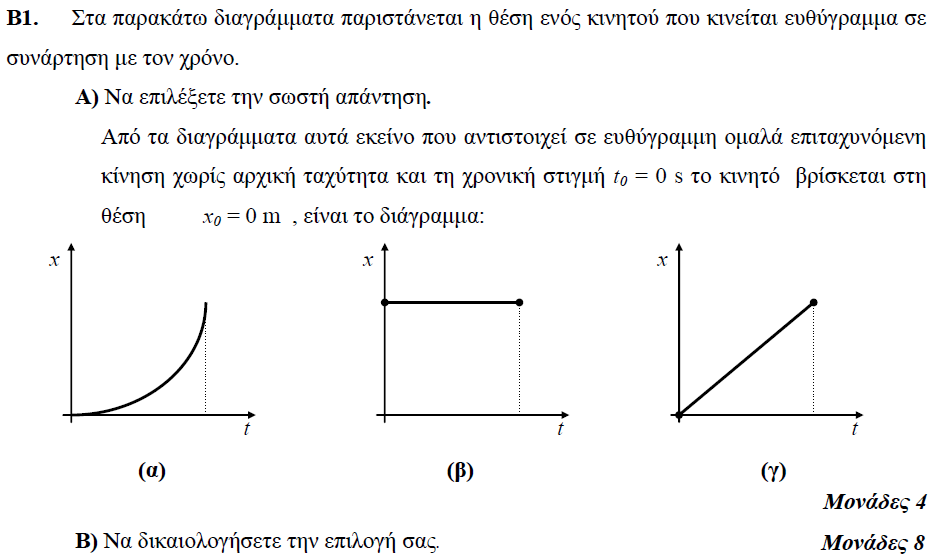 B1. Στα παρακάτω διαγράμματα παριστάνεται η θέση ενός κινητού που κινείται ευθύγραμμα σε
συνάρτηση με τον χρόνο.
Α) Να επιλέξετε την σωστή απάντηση.
Από τα διαγράμματα αυτά εκείνο που αντιστοιχεί σε ευθύγραμμη ομαλά επιταχυνόμενη
κίνηση χωρίς αρχική ταχύτητα και τη χρονική στιγμή t₀ = 0 s το κινητό βρίσκεται στη
θέση x₀ = 0 m , είναι το διάγραμμα:
x x x
t t t
(α) (β) (γ)
Μονάδες 4
Β) Να δικαιολογήσετε την επιλογή σας.
Μονάδες 8